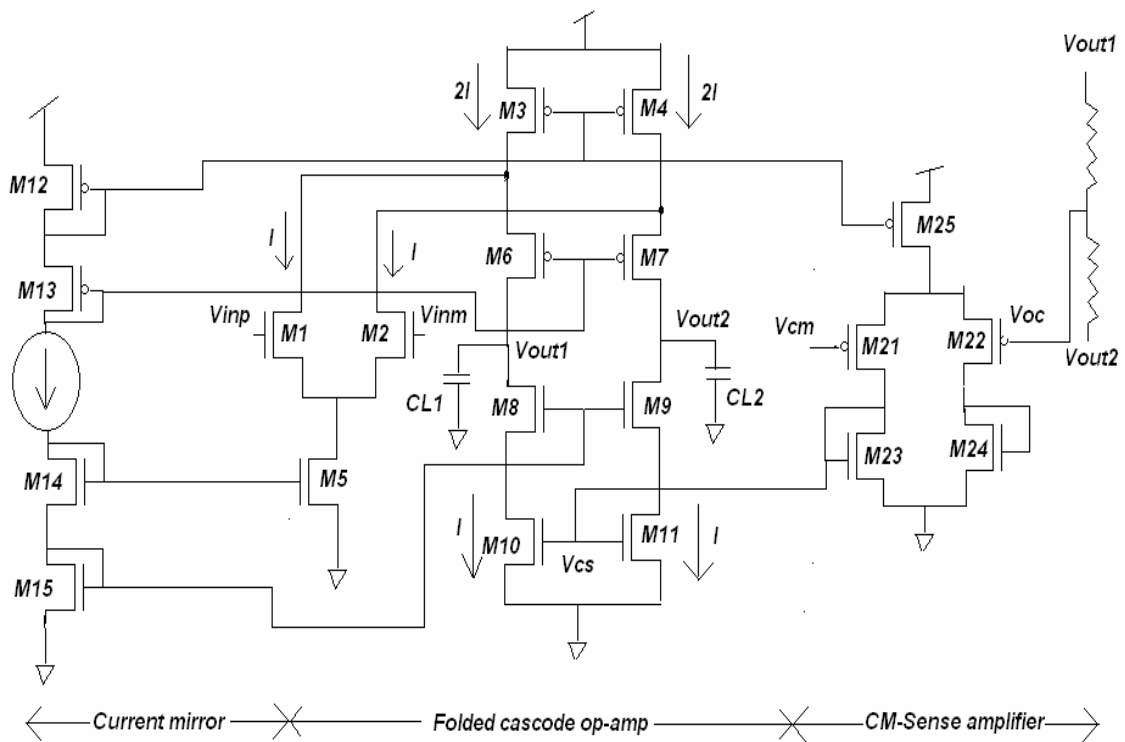 Vout1
2I
M3
M4
2I
M12
M25
I
I
M6
M7
M13
Vinp
M1
M2
Vinm
Vout2
Vcm
M21
M22
Voc
Vout1
Vout2
CL1
M8
M9
CL2
M23
M24
M14
M5
M15
I
M10
Vcs
M11
I
Current mirror
Folded cascode op-amp
CM-Sense amplifier